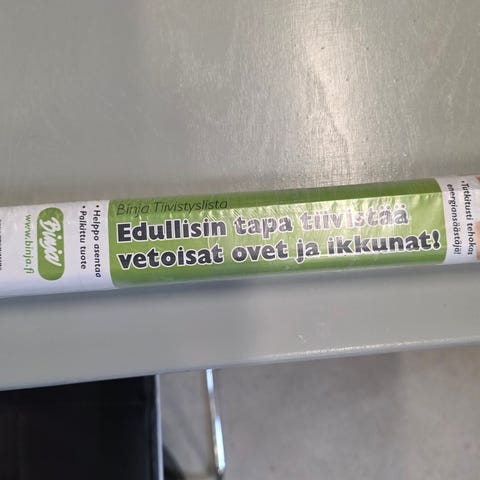 Binja
www.binja.fi
• Helppo asentaa
• Palkittu tuote
Binja Tiivistyslista
Edullisin tapa tiivistää
vetoisat ovet ja ikkunat!
• Tutkitusti tehokas
energiansäästäjä!